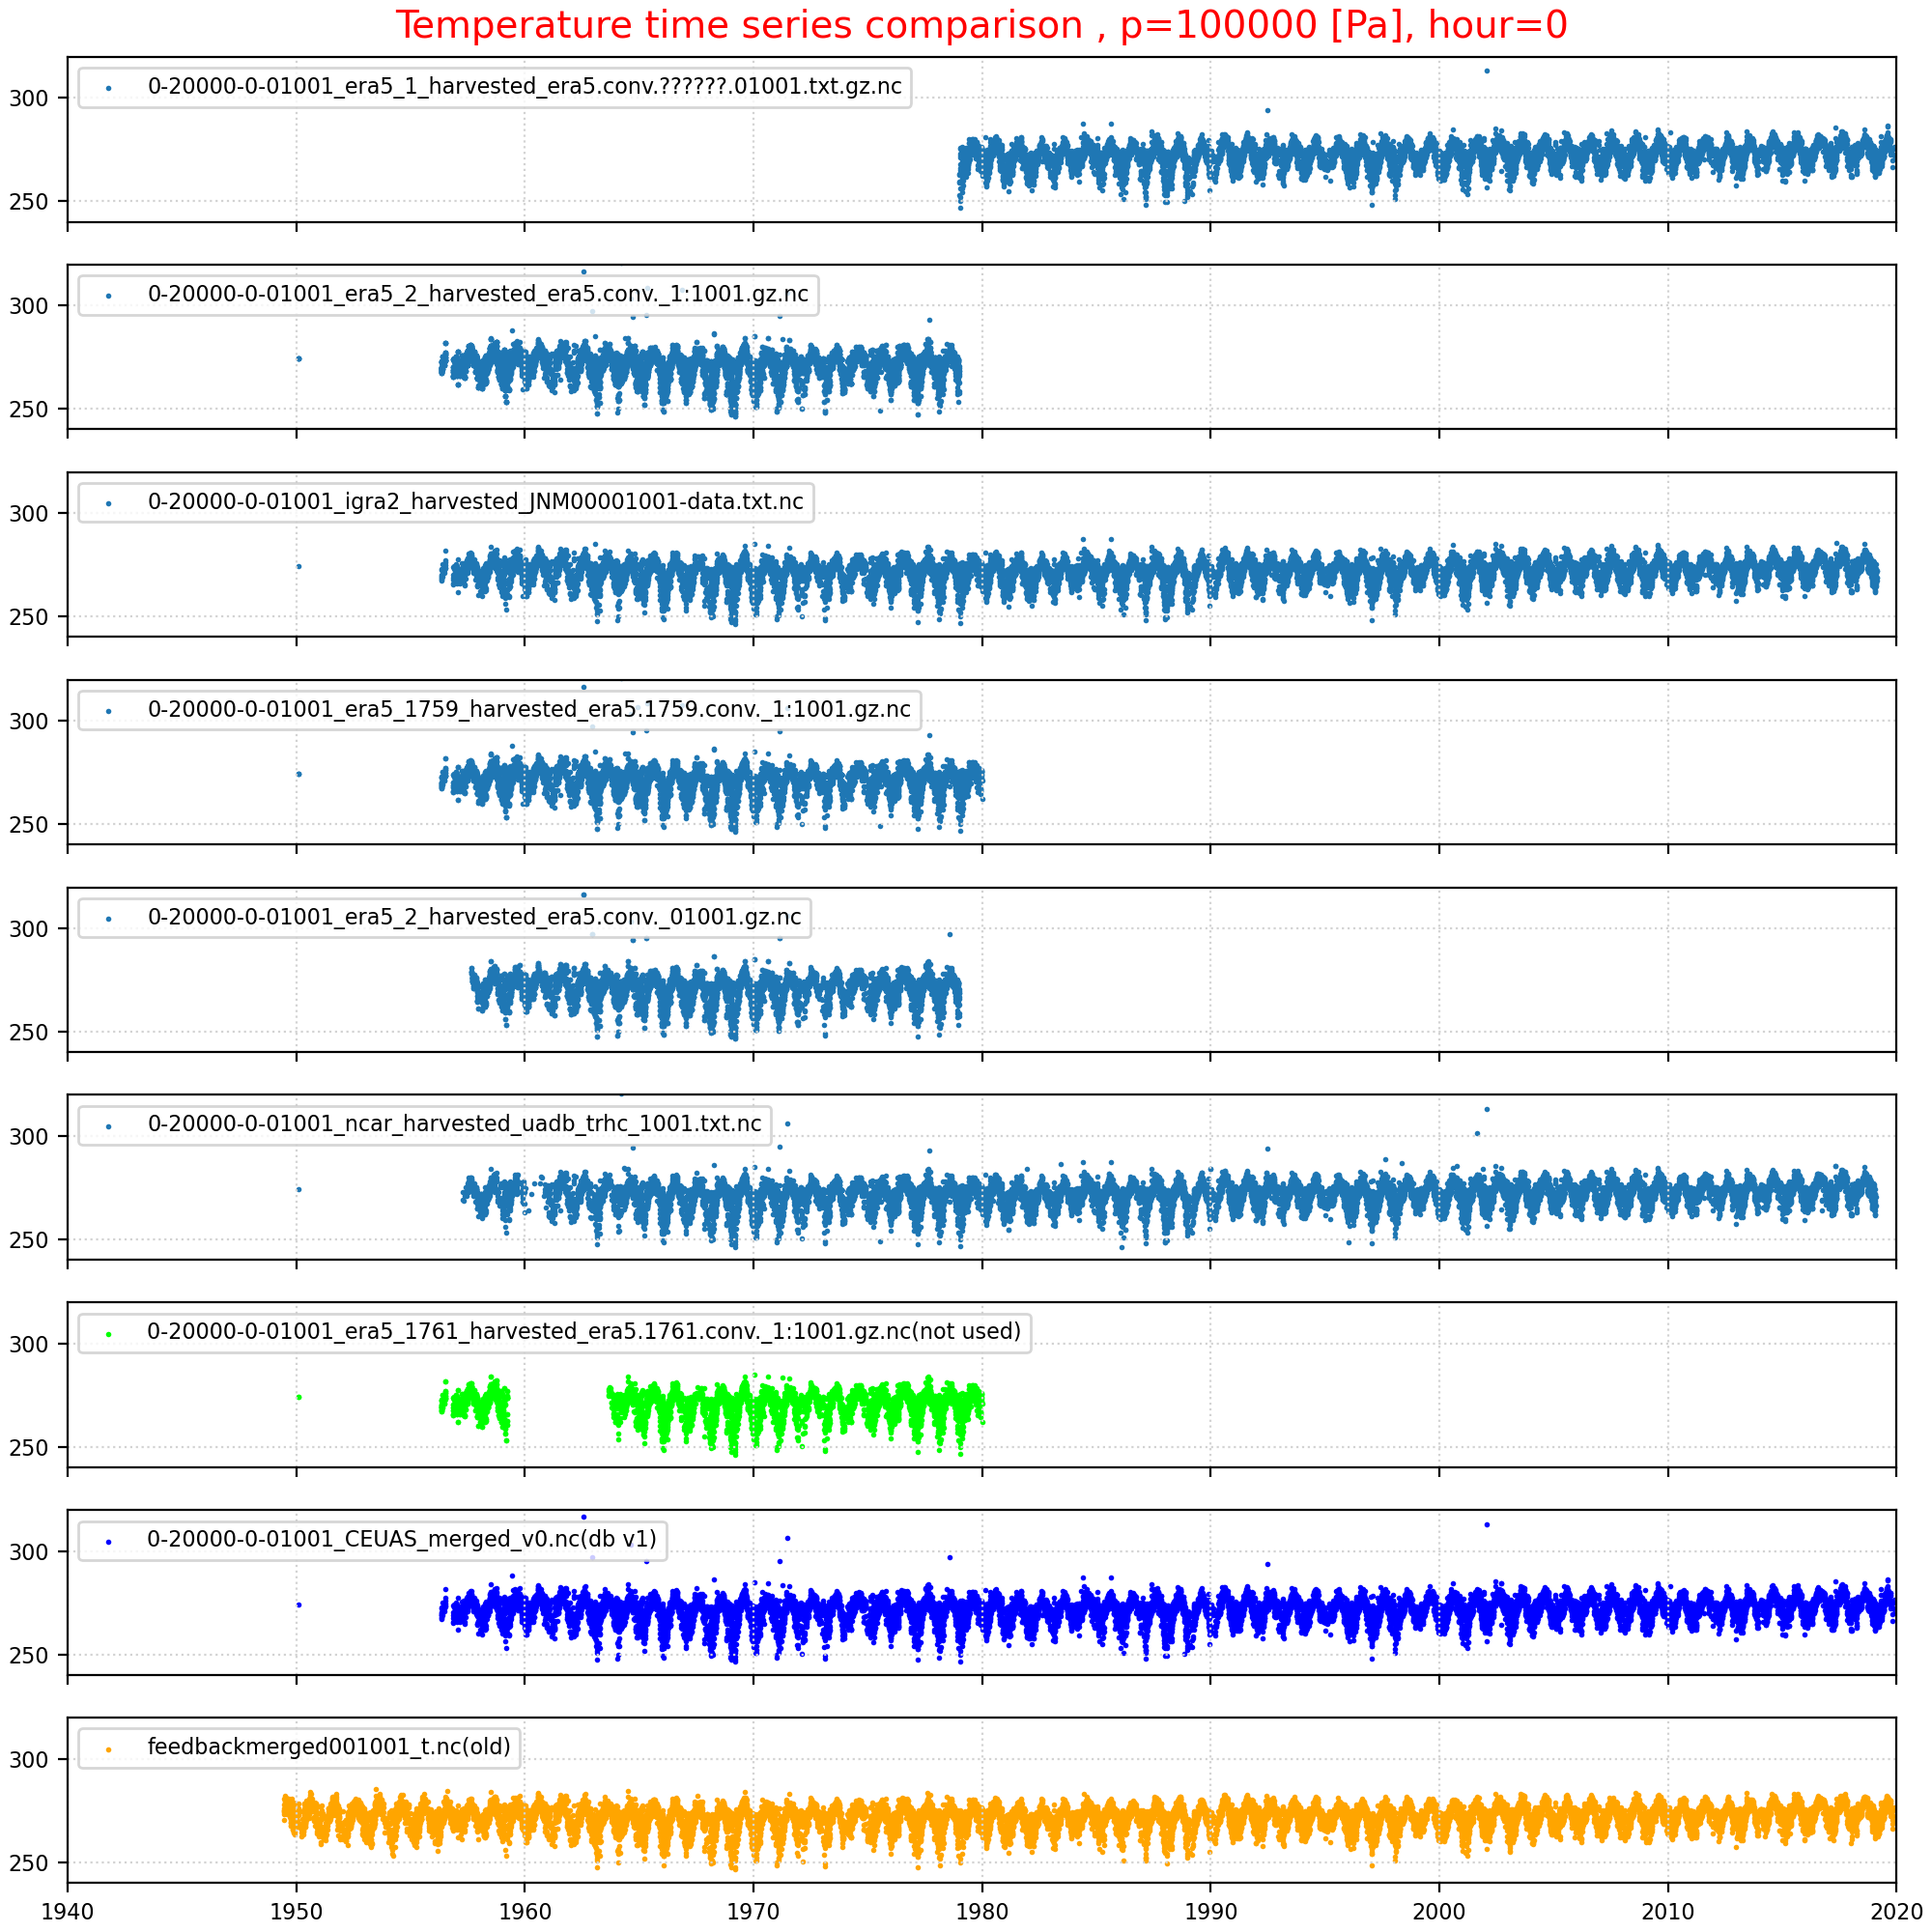 Temperature time series comparison , p=100000 [Pa], hour=0
0-20000-0-01001_era5_1_harvested_era5.conv.??????.01001.txt.gz.nc
300
250
0-20000-0-01001_era5_2_harvested_era5.conv._1:1001.gz.nc
300
250
0-20000-0-01001_igra2_harvested_JNM00001001-data.txt.nc
300
250
0-20000-0-01001_era5_1759_harvested_era5.1759.conv._1:1001.gz.nc
300
250
0-20000-0-01001_era5_2_harvested_era5.conv._01001.gz.nc
300
250
0-20000-0-01001_ncar_harvested_uadb_trhc_1001.txt.nc
300
250
0-20000-0-01001_era5_1761_harvested_era5.1761.conv._1:1001.gz.nc(not used)
300
250
0-20000-0-01001_CEUAS_merged_v0.nc(db v1)
300
250
feedbackmerged001001_t.nc(old)
300
250
1940 1950 1960 1970 1980 1990 2000 2010 2020